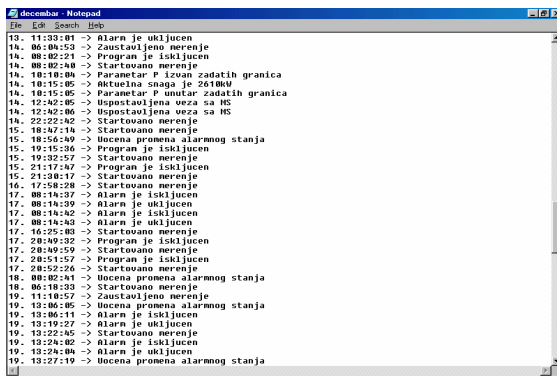 decembar - Notepad
File Edit Search Help
13. 11:33:01 -> Alarm je ukljucen
14. 06:04:53 -> Zaustavljeno merenje
14. 08:02:21 -> Program je iskljucen
14. 08:02:40 -> Startovano merenje
14. 10:10:04 -> Parametar P izvan zadatih granica
14. 10:15:05 -> Aktuelna snaga je 2610kW
14. 10:15:05 -> Parametar P unutar zadatih granica
14. 12:42:05 -> Uspostavljena veza sa MS
14. 12:42:06 -> Uspostavljena veza sa MS
14. 22:22:42 -> Startovano merenje
15. 18:47:14 -> Startovano merenje
15. 18:56:49 -> Uocena promena alarmnog stanja
15. 19:15:36 -> Program je iskljucen
15. 19:32:57 -> Startovano merenje
15. 21:17:47 -> Program je iskljucen
15. 21:30:17 -> Startovano merenje
16. 17:58:28 -> Startovano merenje
17. 08:14:37 -> Alarm je iskljucen
17. 08:14:39 -> Alarm je ukljucen
17. 08:14:42 -> Alarm je iskljucen
17. 08:14:43 -> Alarm je ukljucen
17. 16:25:03 -> Startovano merenje
17. 20:49:32 -> Program je iskljucen
17. 20:49:59 -> Startovano merenje
17. 20:51:57 -> Program je iskljucen
17. 20:52:26 -> Startovano merenje
18. 00:02:41 -> Uocena promena alarmnog stanja
18. 06:18:33 -> Startovano merenje
19. 11:10:57 -> Zaustavljeno merenje
19. 13:06:05 -> Uocena promena alarmnog stanja
19. 13:06:11 -> Alarm je iskljucen
19. 13:19:27 -> Alarm je ukljucen
19. 13:22:45 -> Startovano merenje
19. 13:24:02 -> Alarm je iskljucen
19. 13:24:04 -> Alarm je ukljucen
19. 13:27:19 -> Uocena promena alarmnog stanja